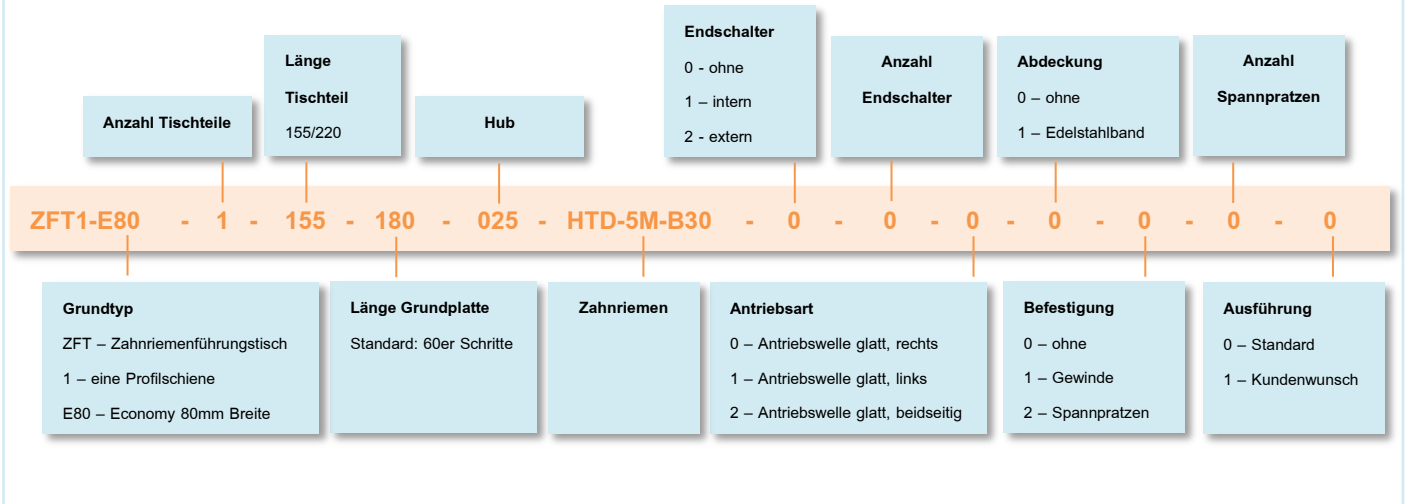 Endschalter
0 - ohne
1 – intern
2 - extern
Länge
Tischteil
155/220
Anzahl
Endschalter
Abdeckung
0 – ohne
1 – Edelstahlband
Anzahl
Spannpratzen
Anzahl Tischteile
Hub
ZFT1-E80 - 1 - 155 - 180 - 025 - HTD-5M-B30 - 0 - 0 - 0 - 0 - 0 - 0 - 0
Grundtyp
ZFT – Zahnriemenführungstisch
1 – eine Profilschiene
E80 – Economy 80mm Breite
Länge Grundplatte
Standard: 60er Schritte
Zahnriemen
Antriebsart
0 – Antriebswelle glatt, rechts
1 – Antriebswelle glatt, links
2 – Antriebswelle glatt, beidseitig
Befestigung
0 – ohne
1 – Gewinde
2 – Spannpratzen
Ausführung
0 – Standard
1 – Kundenwunsch